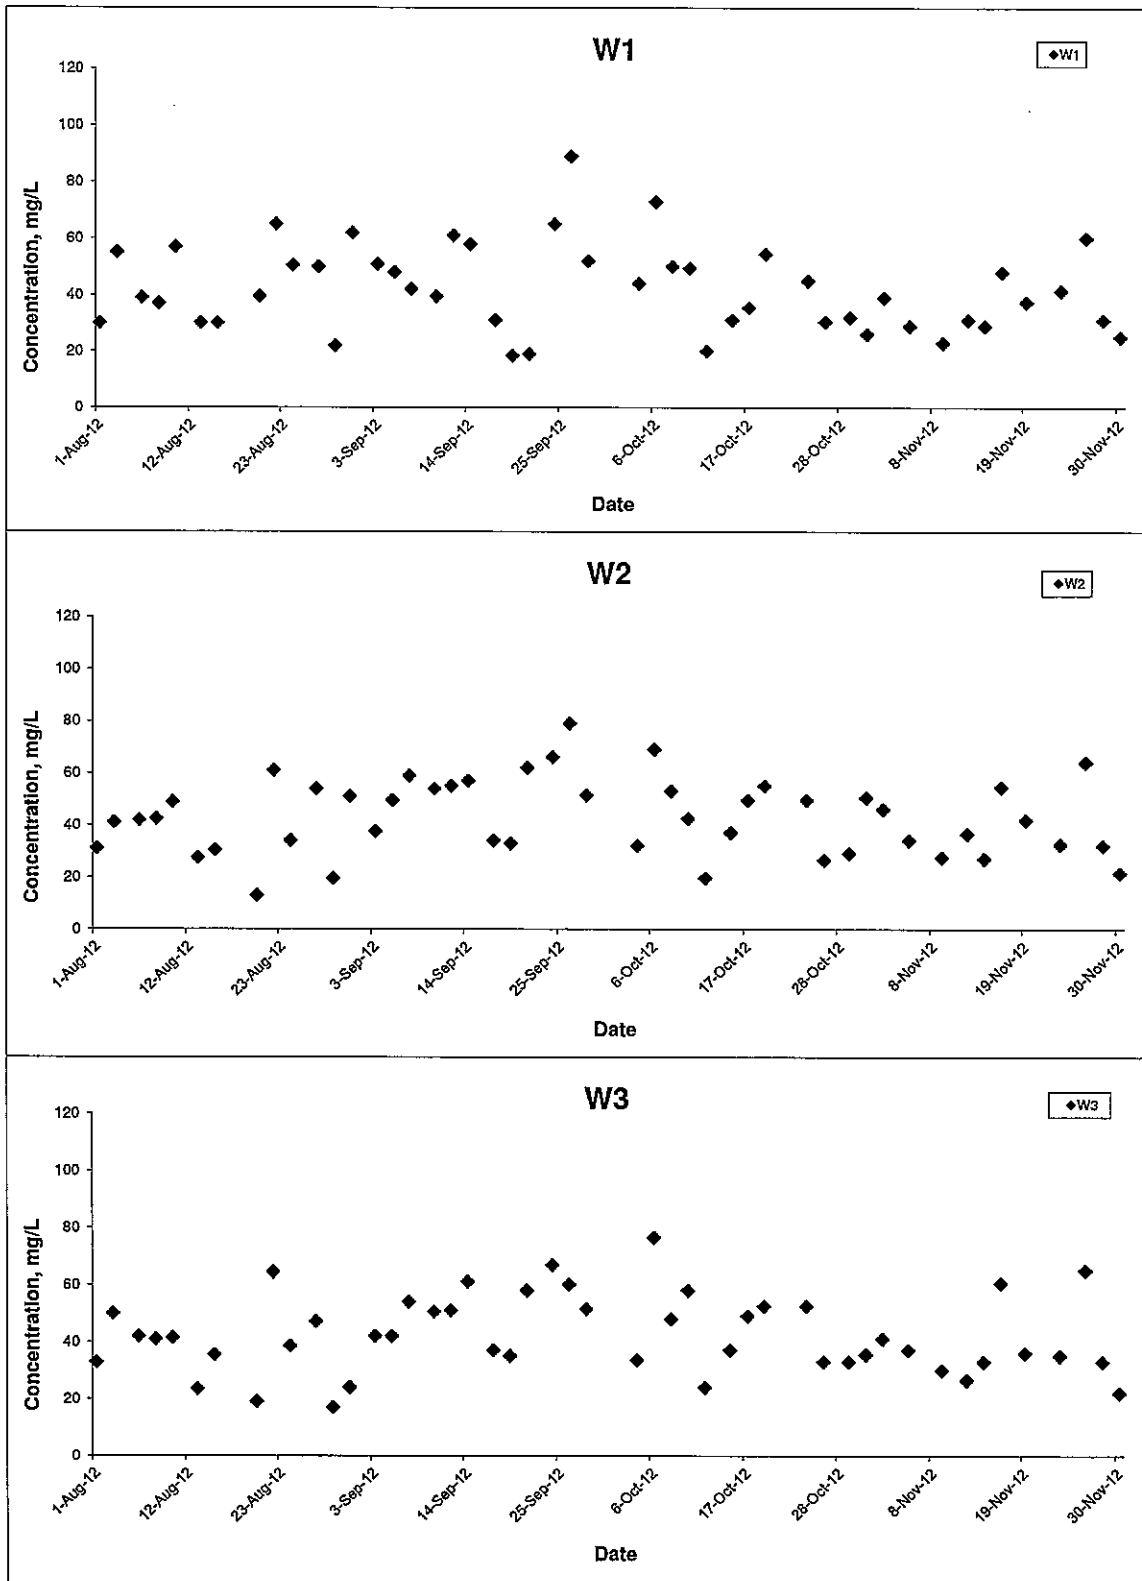 W1
◆W1
120
100
80
60
40
20
0
Concentration, mg/L
1-Aug-12
12-Aug-12
23-Aug-12
3-Sep-12
14-Sep-12
25-Sep-12
6-Oct-12
17-Oct-12
28-Oct-12
8-Nov-12
19-Nov-12
30-Nov-12
Date
W2
◆W2
120
100
80
60
40
20
0
Concentration, mg/L
1-Aug-12
12-Aug-12
23-Aug-12
3-Sep-12
14-Sep-12
25-Sep-12
6-Oct-12
17-Oct-12
28-Oct-12
8-Nov-12
19-Nov-12
30-Nov-12
Date
W3
◆W3
120
100
80
60
40
20
0
Concentration, mg/L
1-Aug-12
12-Aug-12
23-Aug-12
3-Sep-12
14-Sep-12
25-Sep-12
6-Oct-12
17-Oct-12
28-Oct-12
8-Nov-12
19-Nov-12
30-Nov-12
Date